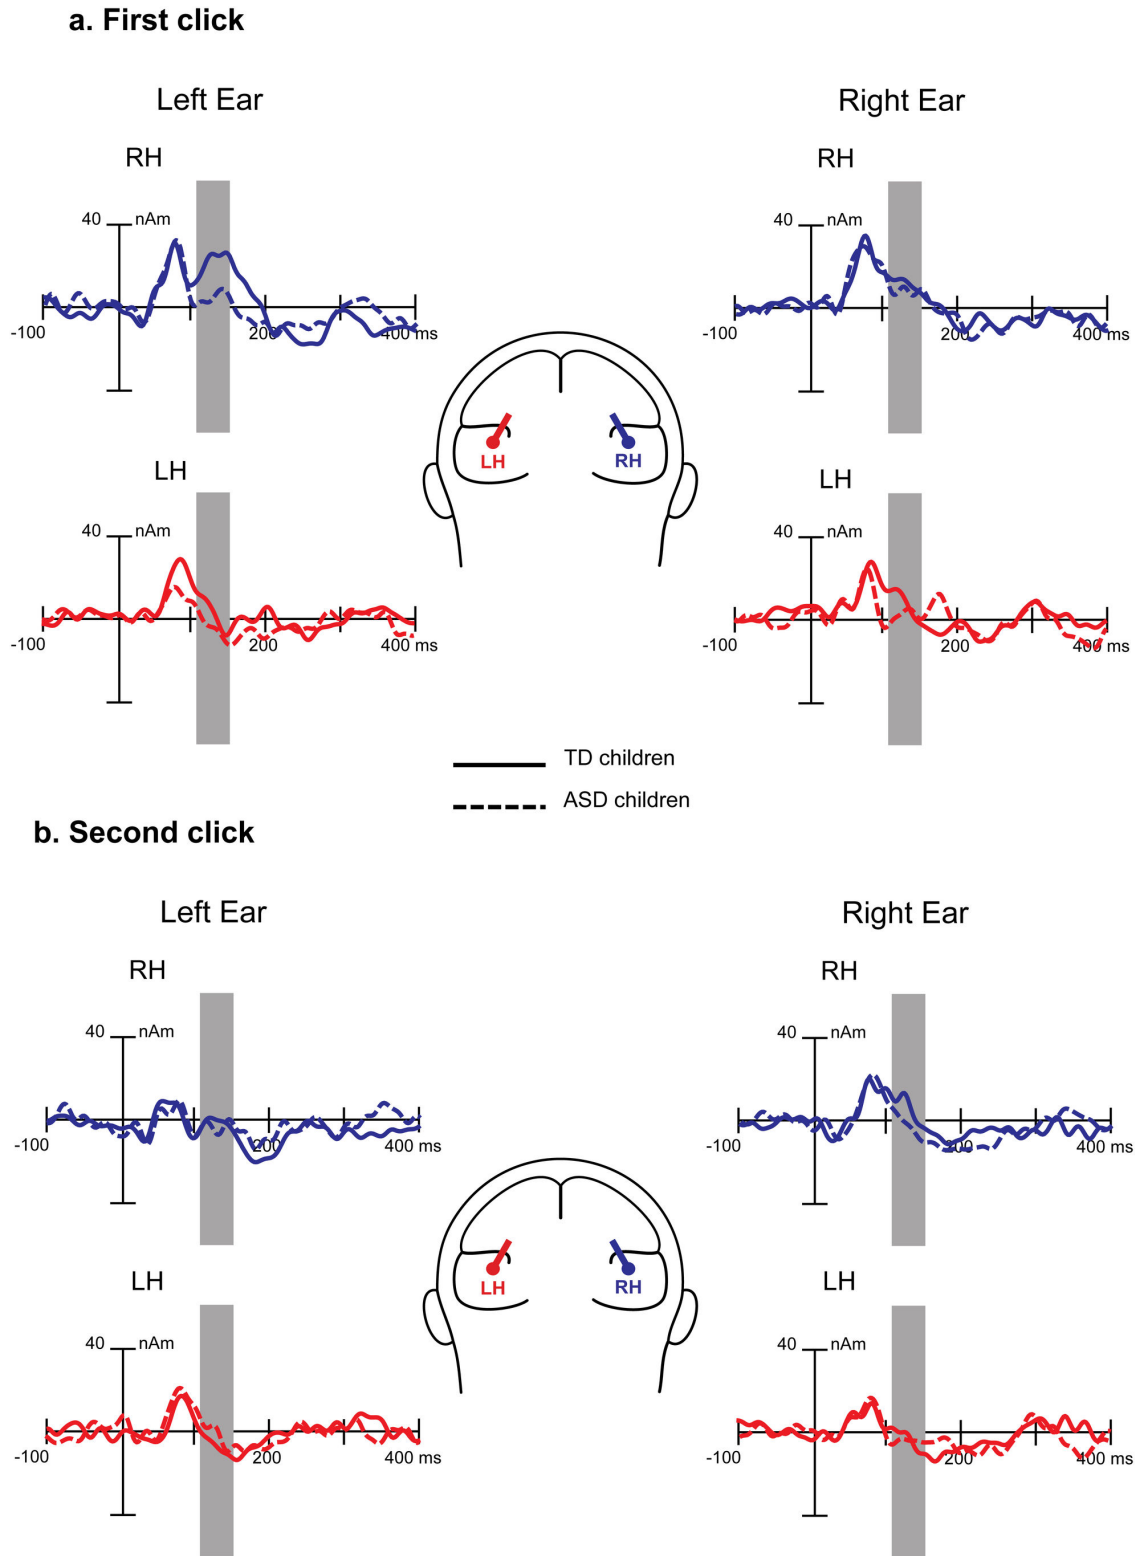 a. First click
Left Ear
Right Ear
RH
RH
40 nAm
40 nAm
-100 200 400 ms
-100 200 400 ms
LH RH
LH
LH
40 nAm
40 nAm
-100 200 400 ms
-100 200 400 ms
TD children
ASD children
b. Second click
Left Ear
Right Ear
RH
RH
40 nAm
40 nAm
-100 200 400 ms
-100 200 400 ms
LH RH
LH
LH
40 nAm
40 nAm
-100 200 400 ms
-100 200 400 ms